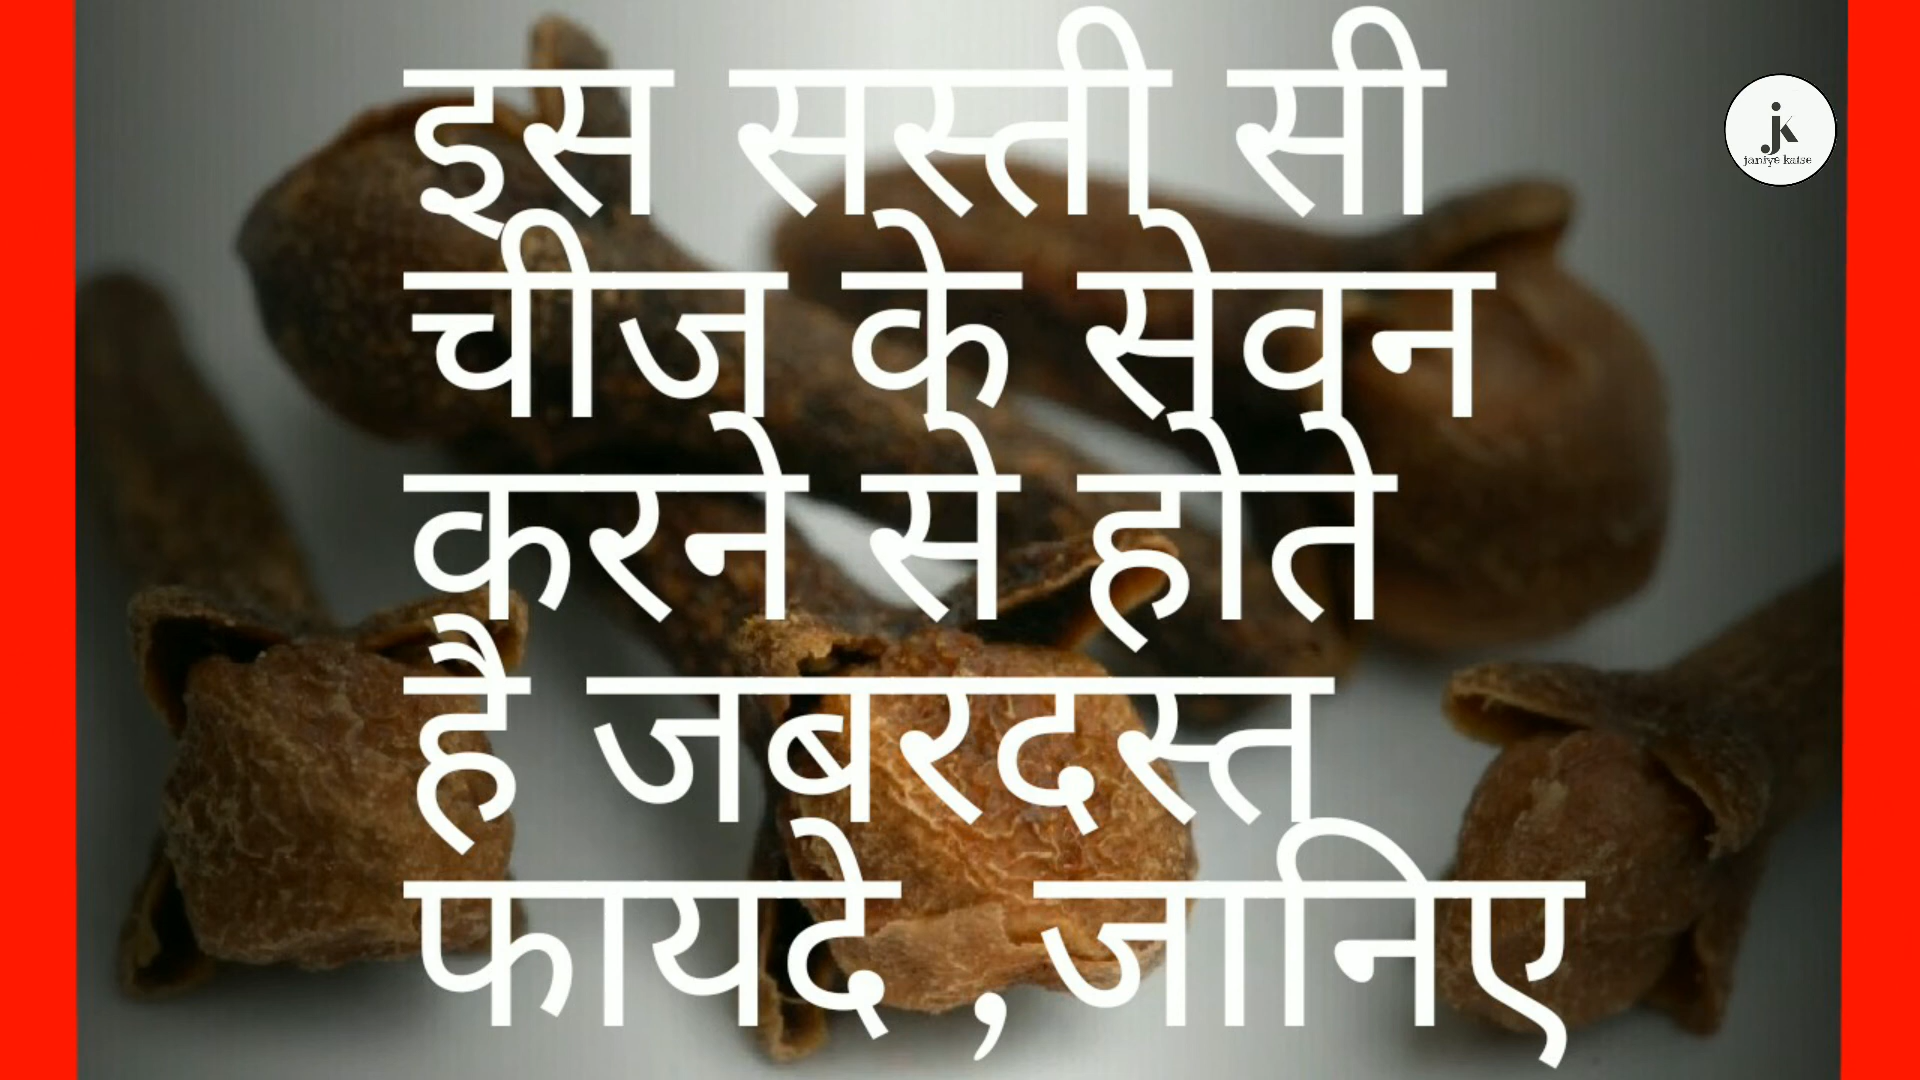 इस सस्ती सी
चीज के सेवन
करने से होते
है जबरदस्त
फायदे ,जानिए
jk
janiye kaise